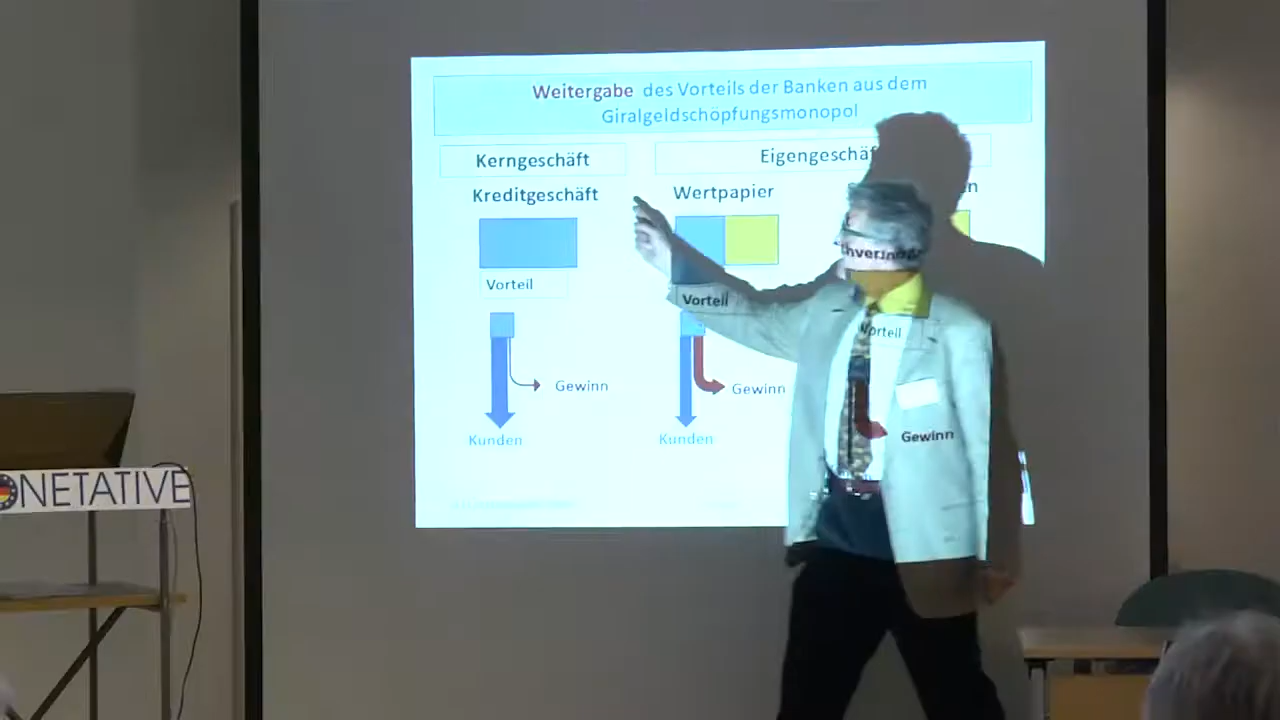 Weitergabe des Vorteils der Banken aus dem
Giralgeldschöpfungsmonopol
Kerngeschäft
Eigengeschäf
Kreditgeschäft
Wertpapier
n
Vorteil
Vorteil
Vorteil
Gewinn
Gewinn
Gewinn
Kunden
Kunden
NETATIVE